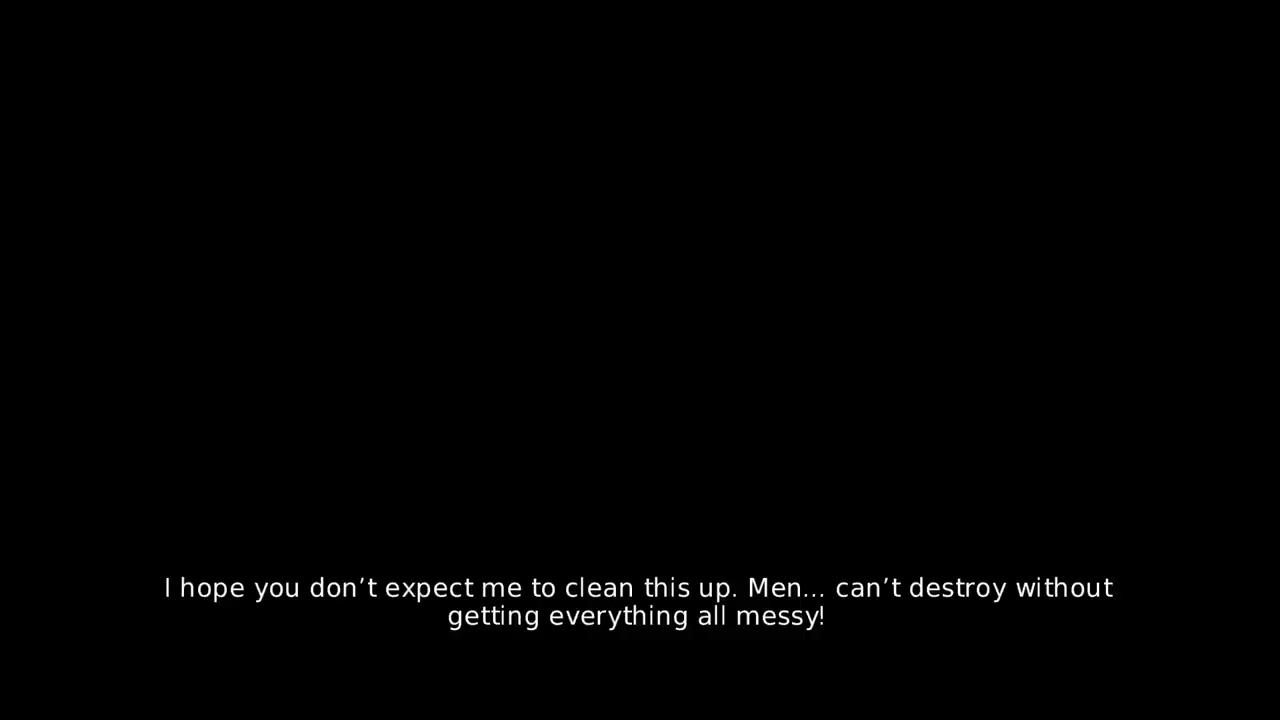 I hope you don’t expect me to clean this up. Men... can’t destroy without
getting everything all messy!